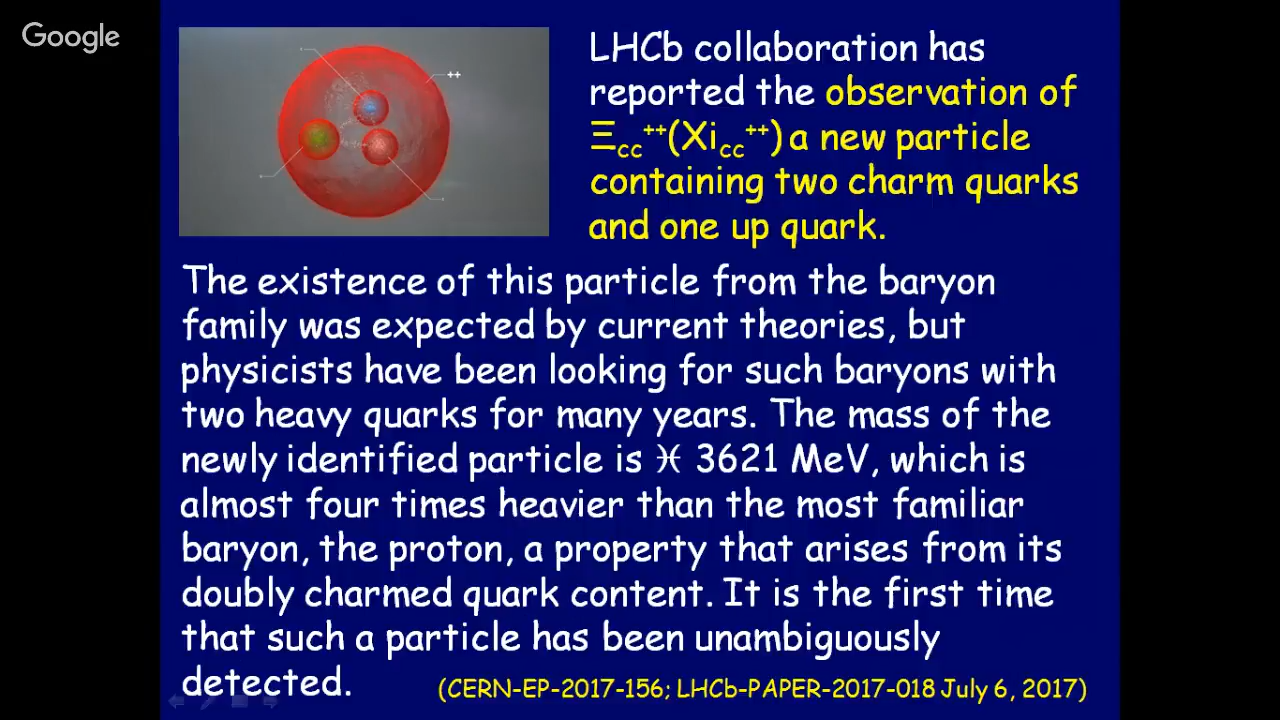 Google
++
LHCb collaboration has
reported the observation of
Ξcc++(Xicc++) a new particle
containing two charm quarks
and one up quark.
The existence of this particle from the baryon
family was expected by current theories, but
physicists have been looking for such baryons with
two heavy quarks for many years. The mass of the
newly identified particle is ♓ 3621 MeV, which is
almost four times heavier than the most familiar
baryon, the proton, a property that arises from its
doubly charmed quark content. It is the first time
that such a particle has been unambiguously
detected.
(CERN-EP-2017-156; LHCb-PAPER-2017-018 July 6, 2017)